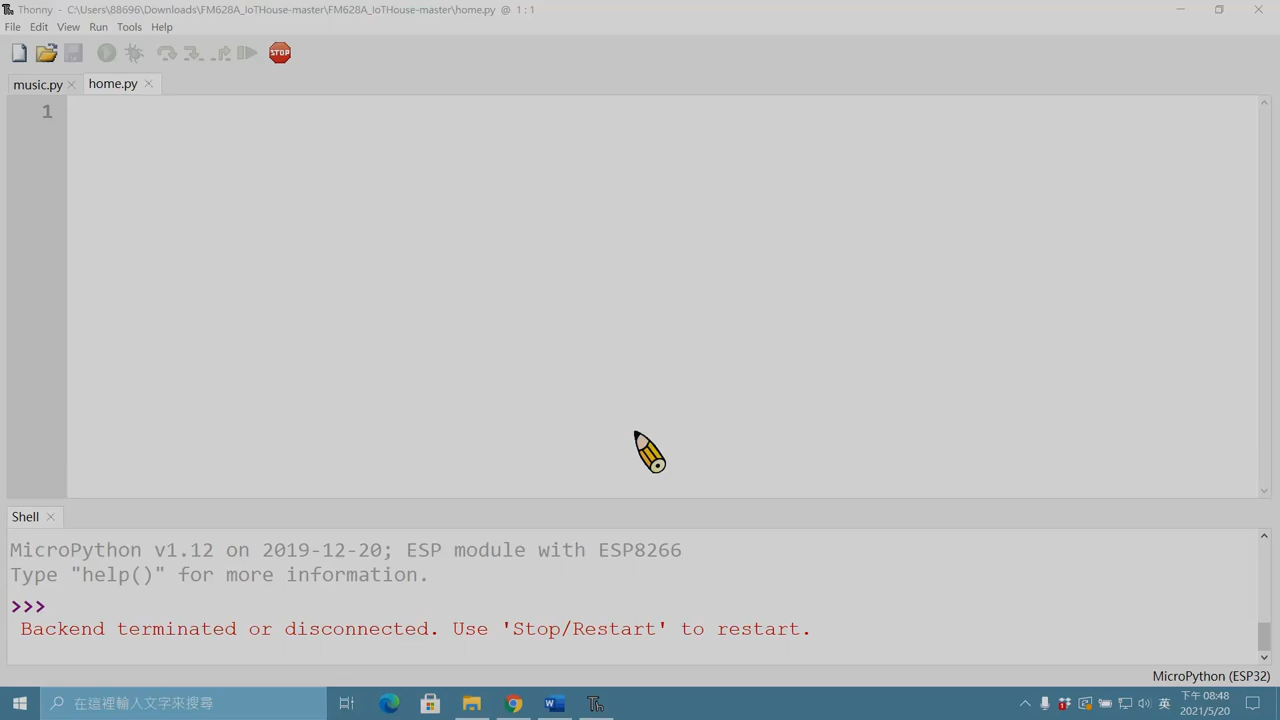 Thonny - C:\Users\88696\Downloads\FM628A_IoTHouse-master\FM628A_IoTHouse-master\home.py @ 1 : 1
File Edit View Run Tools Help
STOP
music.py home.py
1
Shell
MicroPython v1.12 on 2019-12-20; ESP module with ESP8266
Type "help()" for more information.
>>>
Backend terminated or disconnected. Use 'Stop/Restart' to restart.
MicroPython (ESP32)
在這裡輸入文字來搜尋
英
下午 08:48
2021/5/20